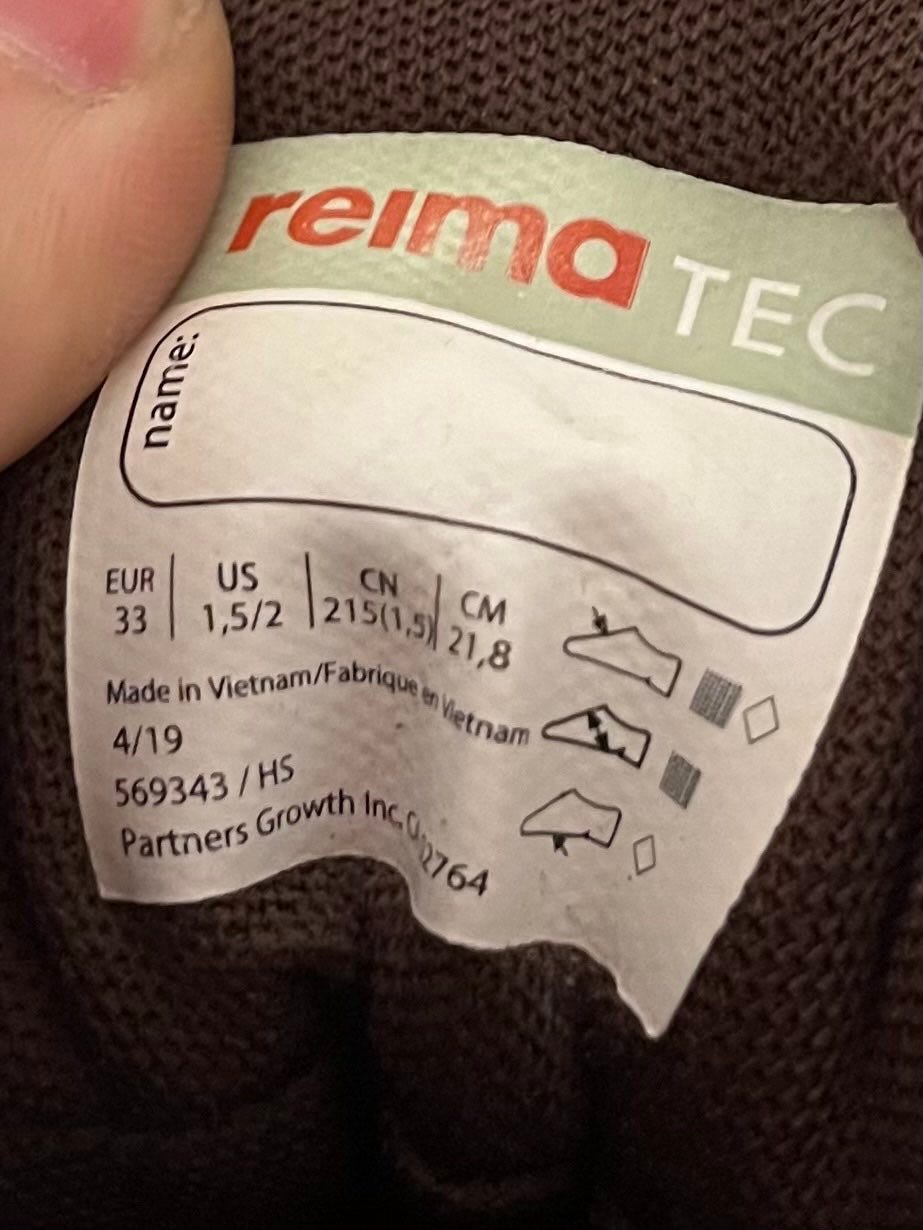 reima TEC
name:
EUR | US | CN | CM
33 | 1,5/2 | 215(1,5) | 21,8
Made in Vietnam/Fabrique en Vietnam
4/19
569343 / HS
Partners Growth Inc. 2764